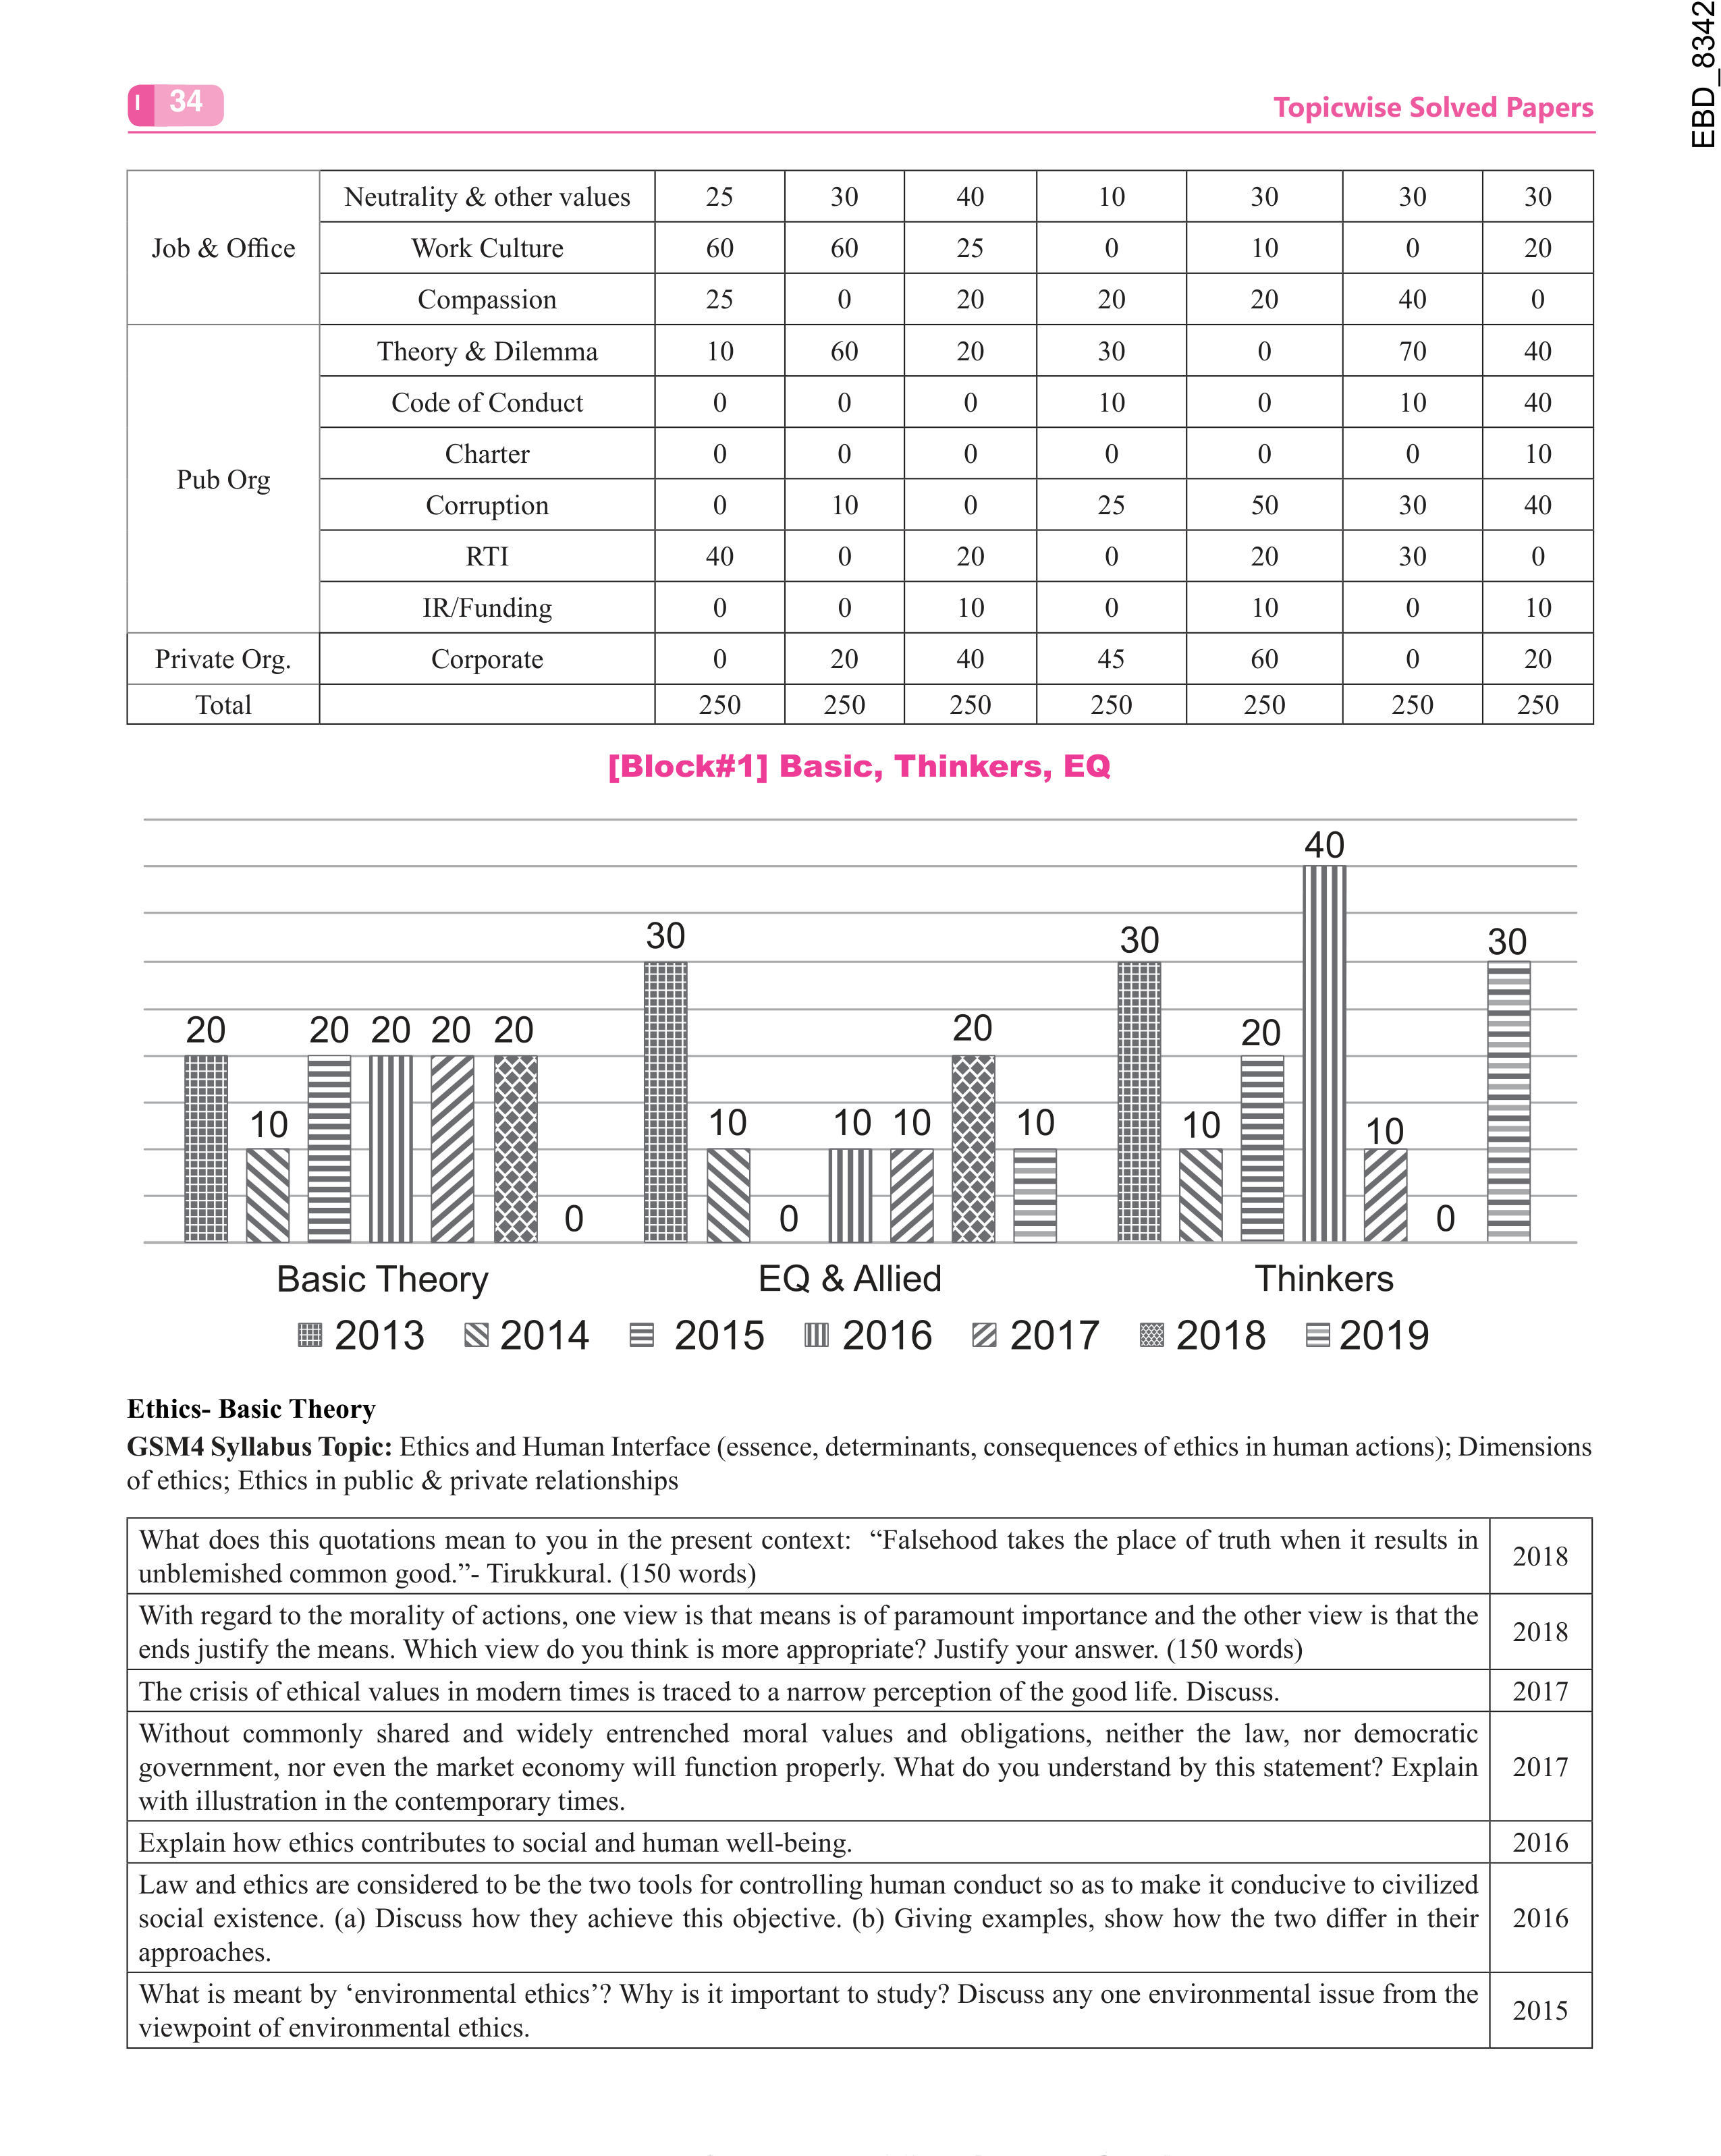 EBD_8342
I 34
Topicwise Solved Papers
Job & Office Neutrality & other values 25 30 40 10 30 30 30
Work Culture 60 60 25 0 10 0 20
Compassion 25 0 20 20 20 40 0
Pub Org Theory & Dilemma 10 60 20 30 0 70 40
Code of Conduct 0 0 0 10 0 10 40
Charter 0 0 0 0 0 0 10
Corruption 0 10 0 25 50 30 40
RTI 40 0 20 0 20 30 0
IR/Funding 0 0 10 0 10 0 10
Private Org. Corporate 0 20 40 45 60 0 20
Total 250 250 250 250 250 250 250
[Block#1] Basic, Thinkers, EQ
20 10 20 20 20 20 0
30 10 0 10 10 20 10
30 10 20 40 10 0 30
Basic Theory EQ & Allied Thinkers
2013 2014 2015 2016 2017 2018 2019
Ethics- Basic Theory
GSM4 Syllabus Topic: Ethics and Human Interface (essence, determinants, consequences of ethics in human actions); Dimensions
of ethics; Ethics in public & private relationships
What does this quotations mean to you in the present context: “Falsehood takes the place of truth when it results in
unblemished common good.”- Tirukkural. (150 words)
2018
With regard to the morality of actions, one view is that means is of paramount importance and the other view is that the
ends justify the means. Which view do you think is more appropriate? Justify your answer. (150 words)
2018
The crisis of ethical values in modern times is traced to a narrow perception of the good life. Discuss. 2017
Without commonly shared and widely entrenched moral values and obligations, neither the law, nor democratic
government, nor even the market economy will function properly. What do you understand by this statement? Explain
with illustration in the contemporary times.
2017
Explain how ethics contributes to social and human well-being. 2016
Law and ethics are considered to be the two tools for controlling human conduct so as to make it conducive to civilized
social existence. (a) Discuss how they achieve this objective. (b) Giving examples, show how the two differ in their
approaches.
2016
What is meant by ‘environmental ethics’? Why is it important to study? Discuss any one environmental issue from the
viewpoint of environmental ethics.
2015